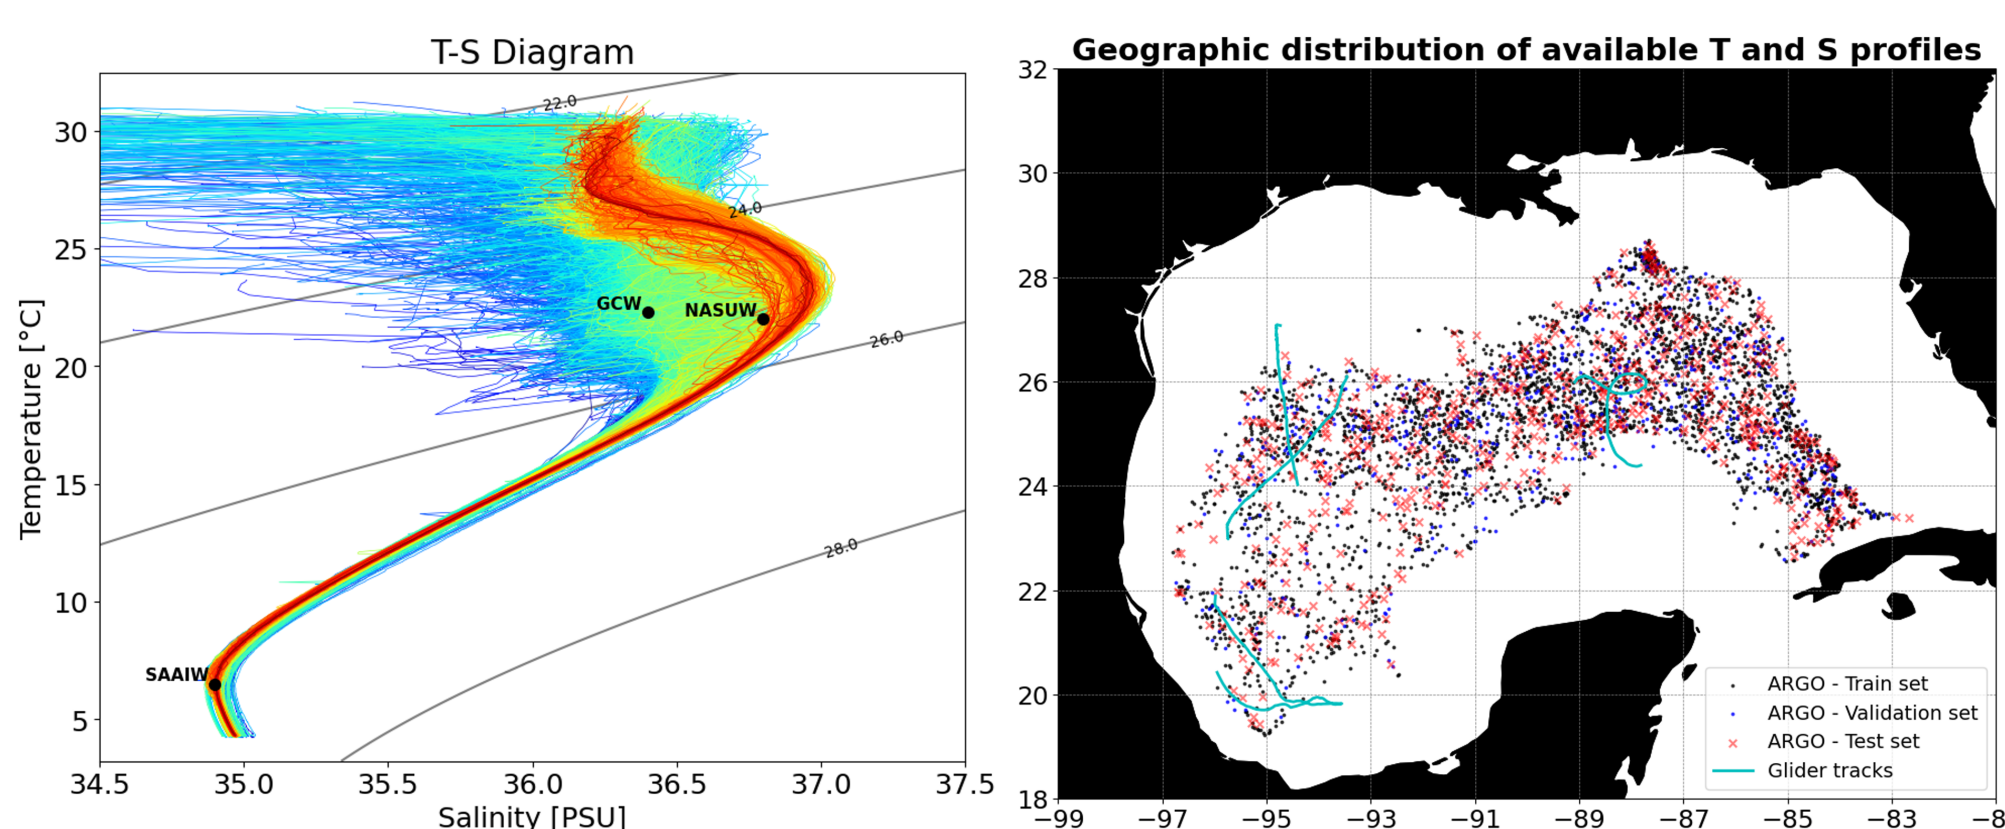 T-S Diagram
22.0
24.0
26.0
28.0
GCW
NASUW
SAAIW
30
25
20
15
10
5
Temperature [°C]
34.5 35.0 35.5 36.0 36.5 37.0 37.5
Salinity [PSU]
Geographic distribution of available T and S profiles
32
30
28
26
24
22
20
18
ARGO - Train set
ARGO - Validation set
ARGO - Test set
Glider tracks
−99 −97 −95 −93 −91 −89 −87 −85 −83 −8